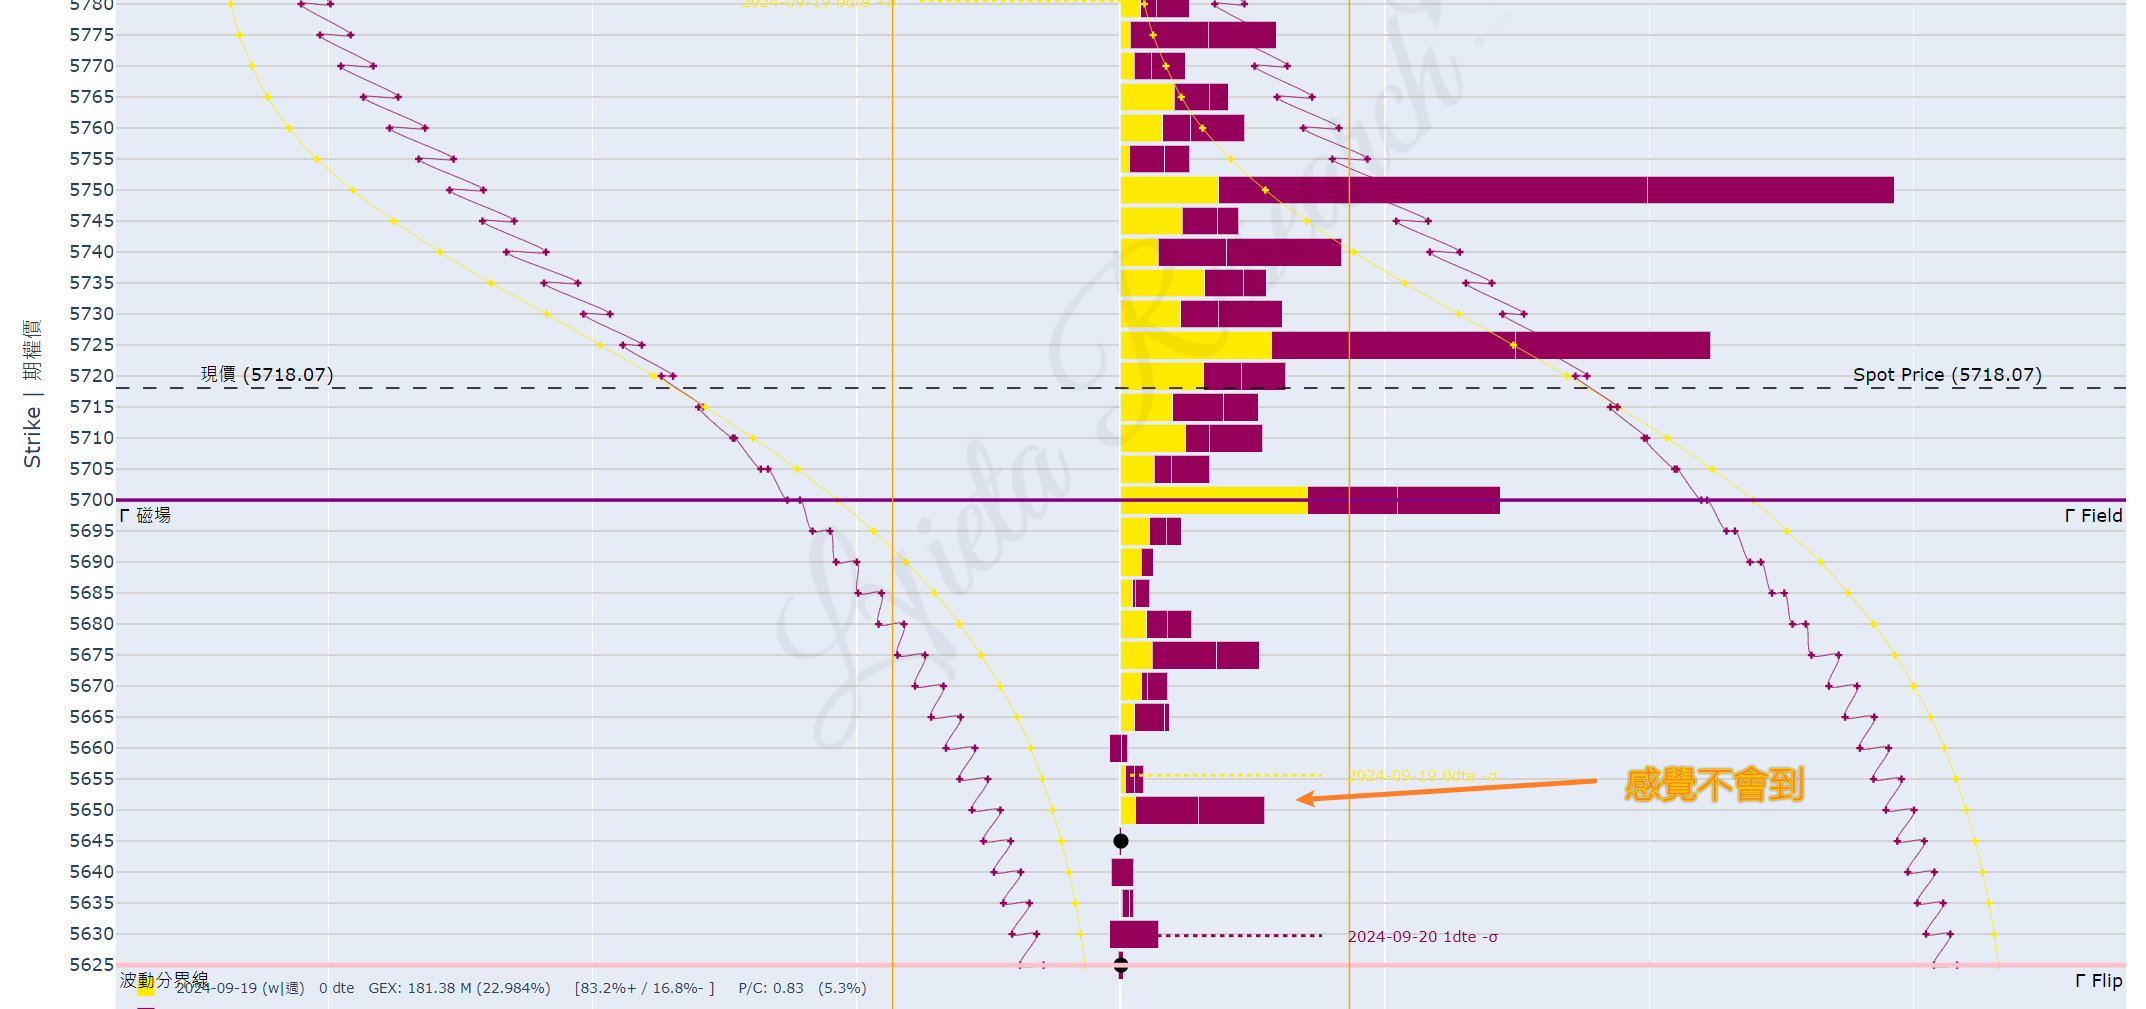 5780
2024-09-19 0dte +σ
5775
5770
5765
5760
5755
5750
5745
5740
5735
5730
5725
5720
現價 (5718.07)
Spot Price (5718.07)
5715
5710
5705
5700
Γ 磁場
Γ Field
5695
5690
5685
5680
5675
5670
5665
5660
5655
2024-09-19 0dte -σ
感覺不會到
5650
5645
5640
5635
5630
2024-09-20 1dte -σ
5625
波動分界線
Γ Flip
2024-09-19 (w|週) 0 dte GEX: 181.38 M (22.984%) [83.2%+ / 16.8%- ] P/C: 0.83 (5.3%)
Strike | 期權價
Lyjieta Research